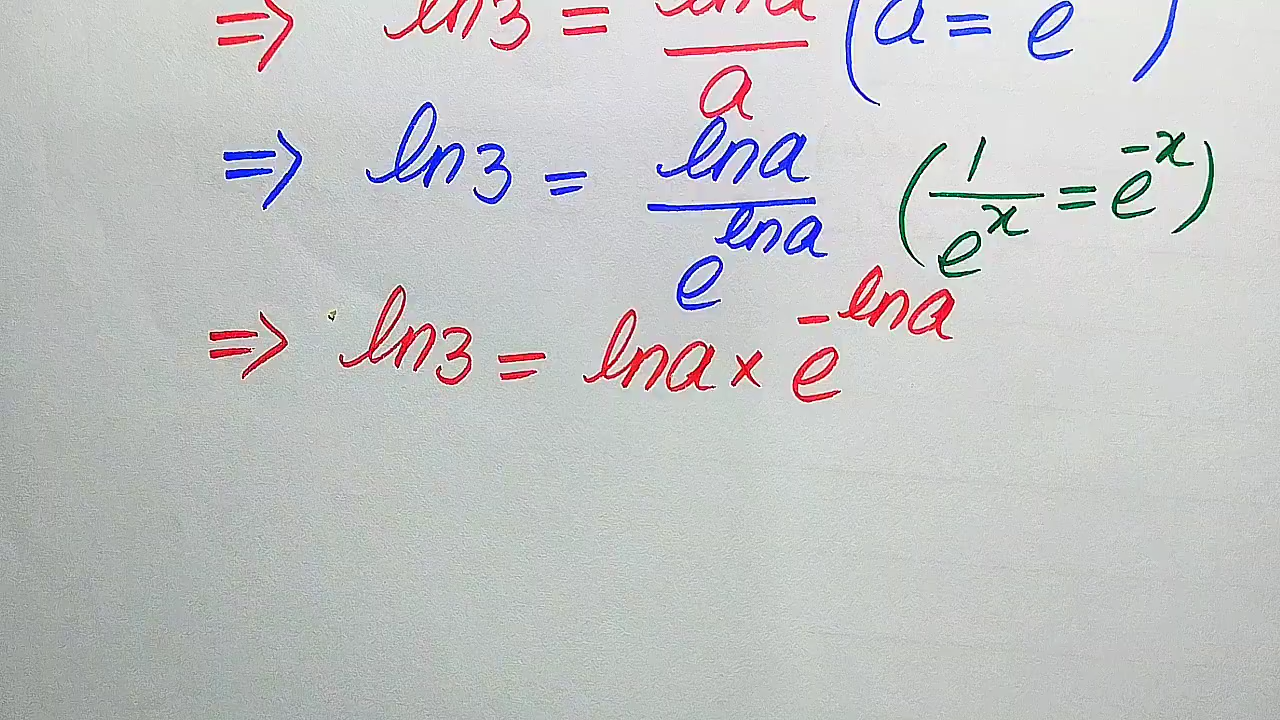 => ln3 = lna/a (a = e )
=> ln3 = lna/e^lna (1/e^x = e^-x)
=> ln3 = lna × e^-lna